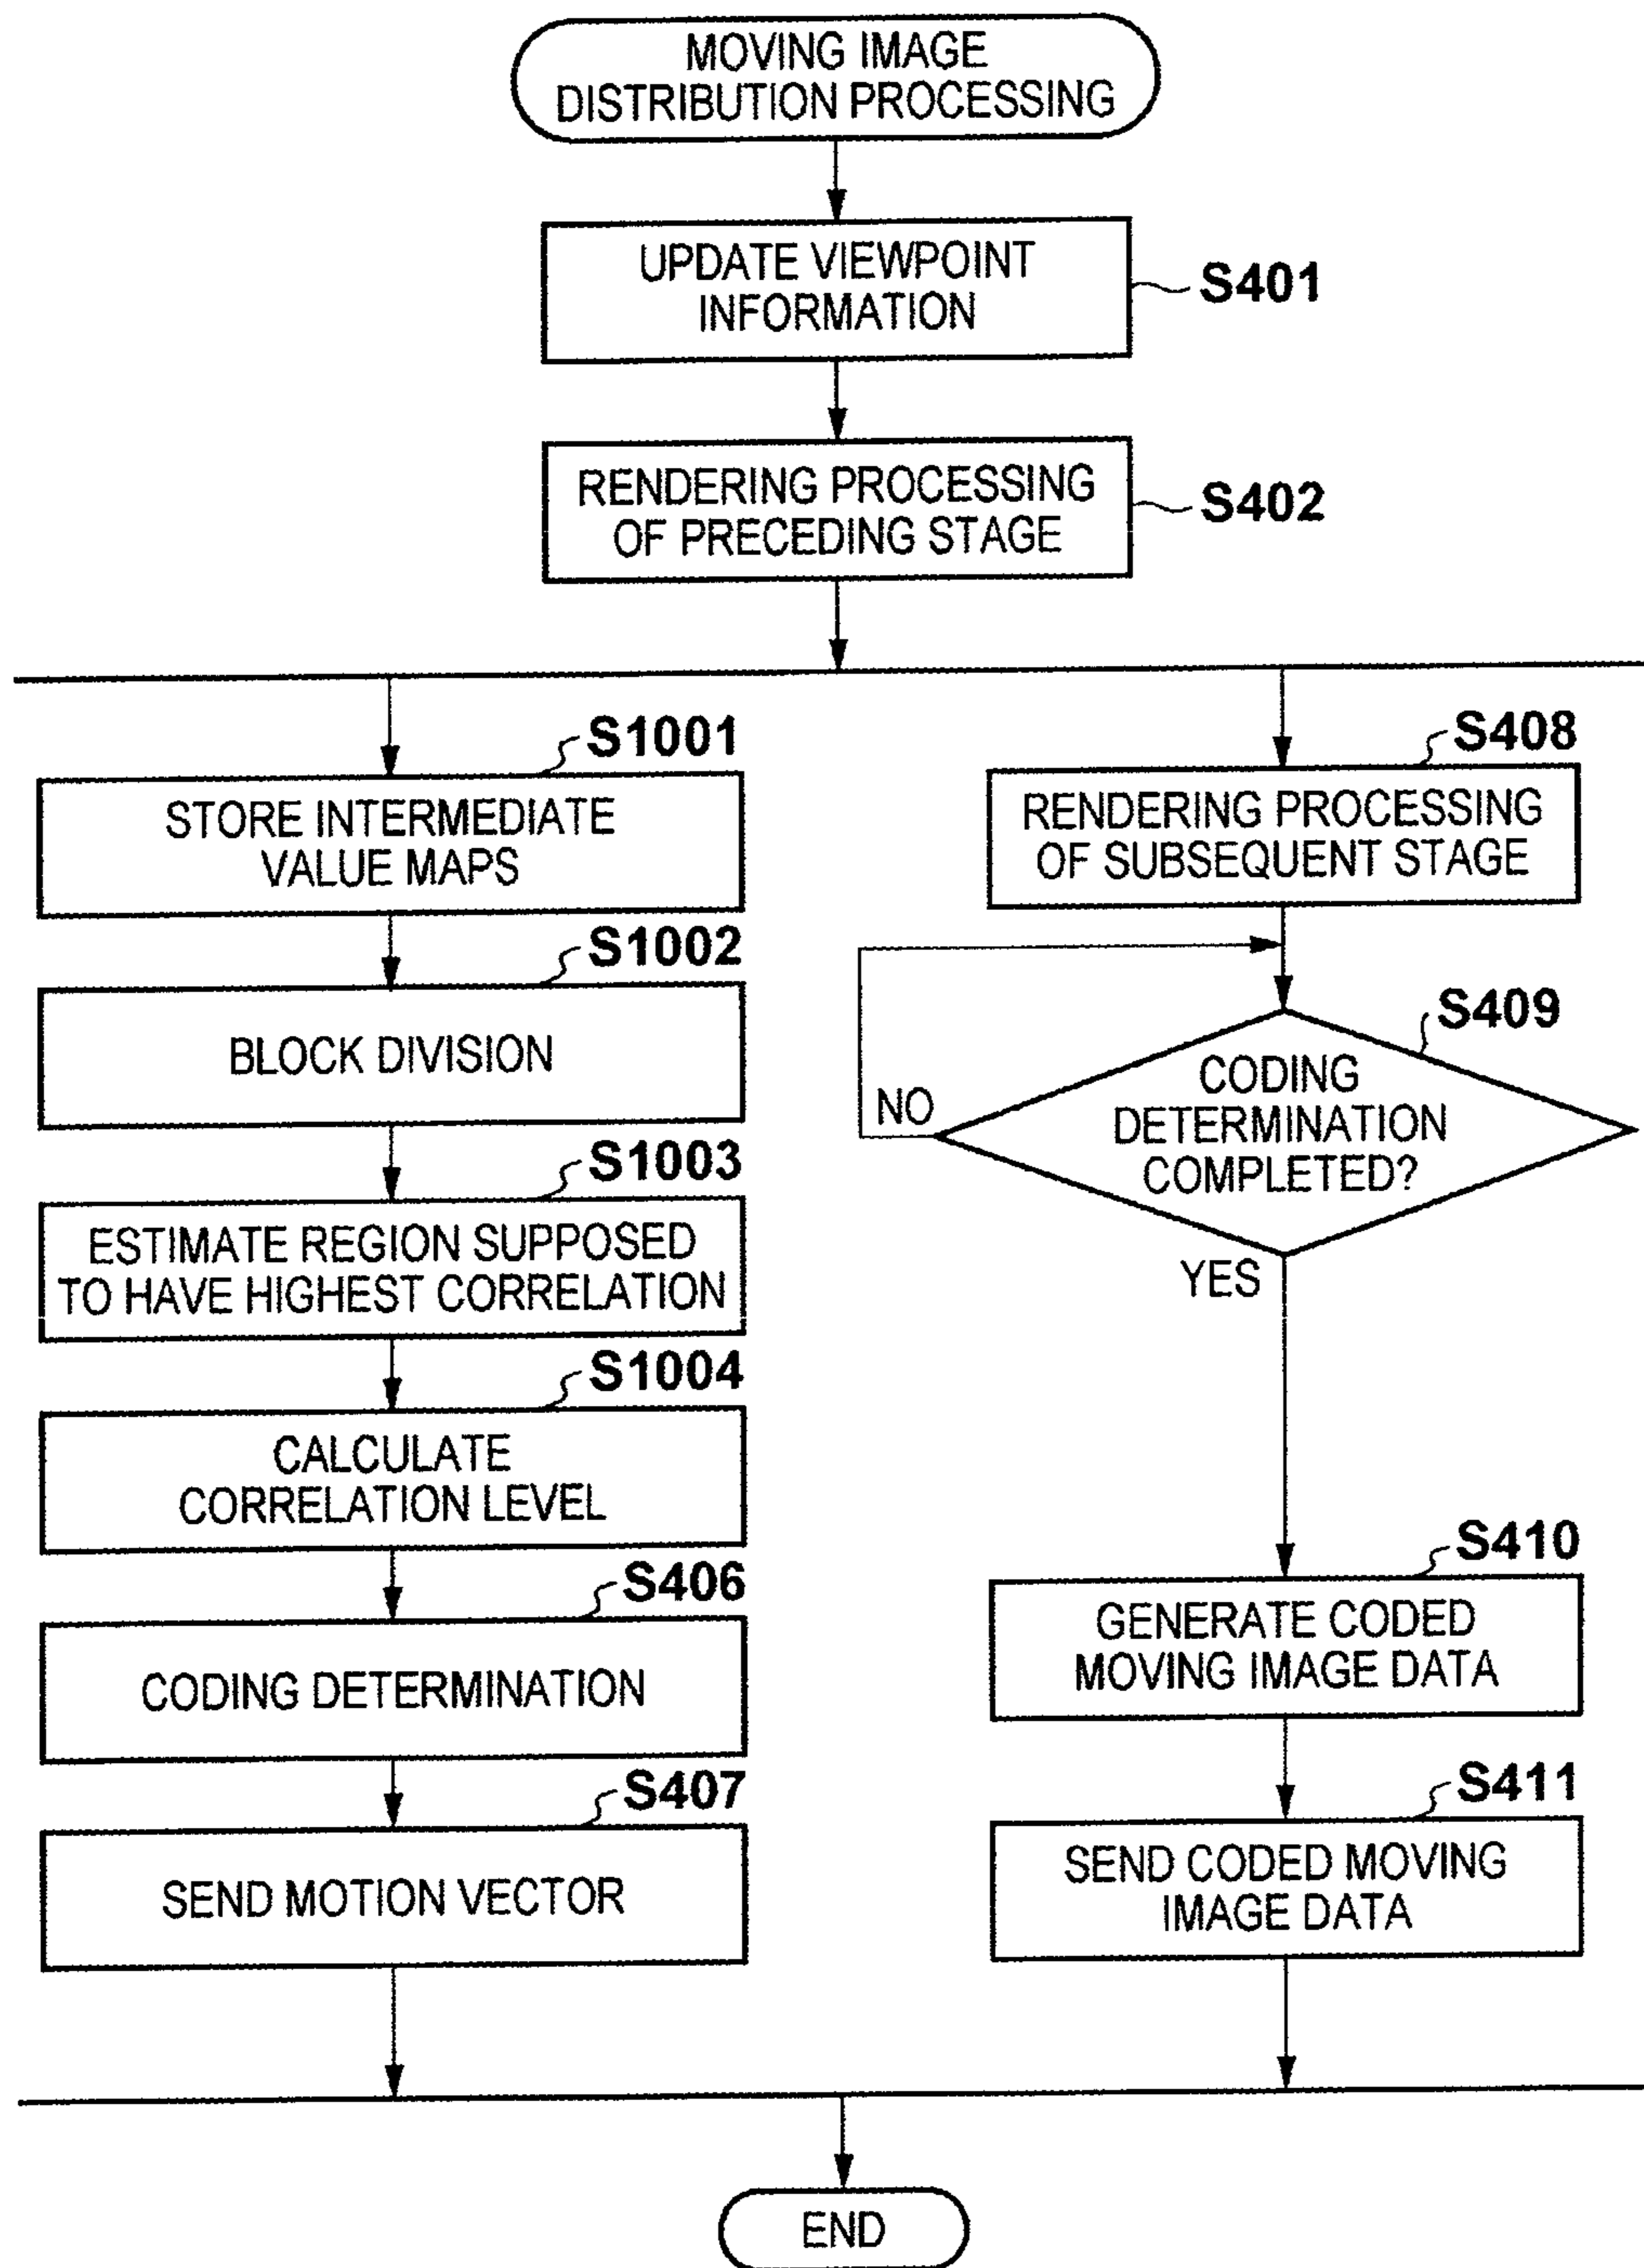 MOVING IMAGE
DISTRIBUTION PROCESSING
UPDATE VIEWPOINT
INFORMATION
S401
RENDERING PROCESSING
OF PRECEDING STAGE
S402
S1001
STORE INTERMEDIATE
VALUE MAPS
S1002
BLOCK DIVISION
S1003
ESTIMATE REGION SUPPOSED
TO HAVE HIGHEST CORRELATION
S1004
CALCULATE
CORRELATION LEVEL
S406
CODING DETERMINATION
S407
SEND MOTION VECTOR
S408
RENDERING PROCESSING
OF SUBSEQUENT STAGE
S409
CODING
DETERMINATION
COMPLETED?
NO
YES
S410
GENERATE CODED
MOVING IMAGE DATA
S411
SEND CODED MOVING
IMAGE DATA
END